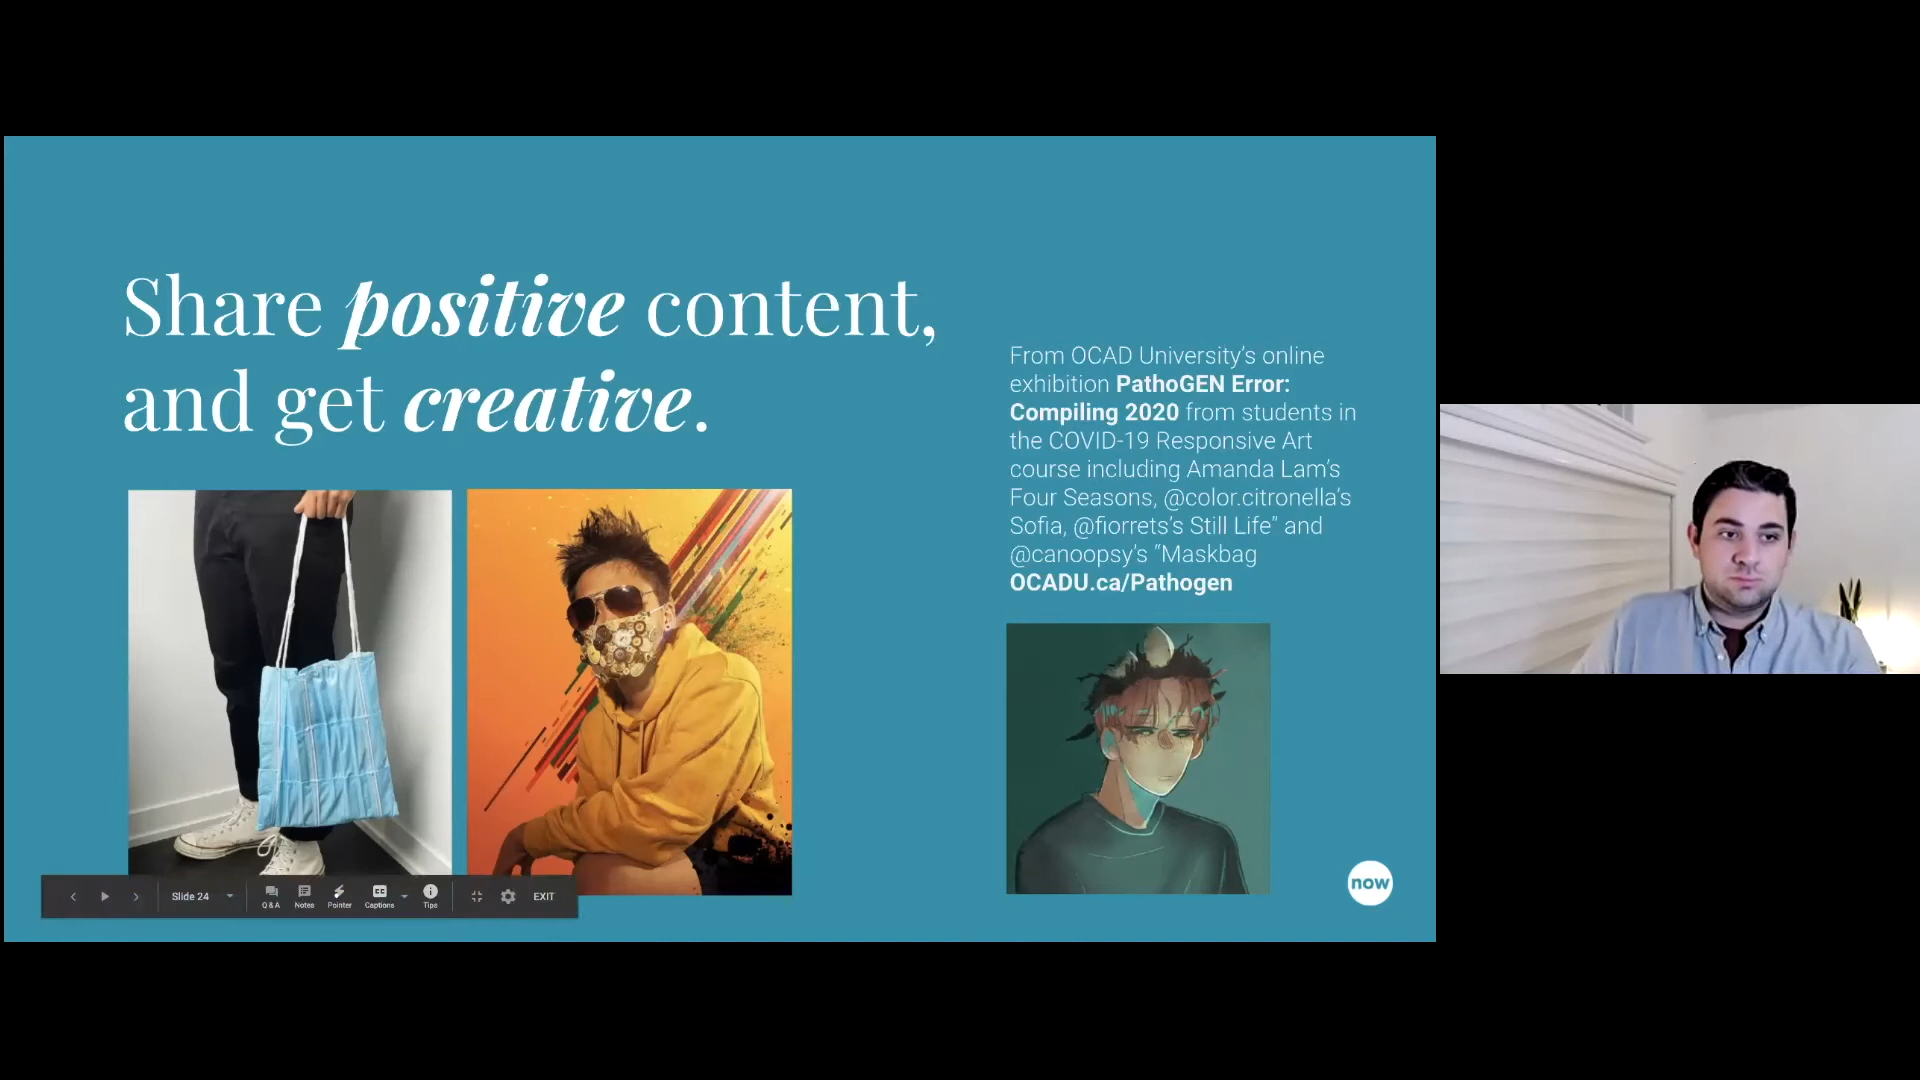 Share positive content,
and get creative.
From OCAD University's online
exhibition PathoGEN Error:
Compiling 2020 from students in
the COVID-19 Responsive Art
course including Amanda Lam's
Four Seasons, @color.citronella's
Sofia, @fiorrets's Still Life" and
@canoopsy's "Maskbag
OCADU.ca/Pathogen
now
Slide 24
Q & A
Notes
Pointer
Captions
Tips
EXIT